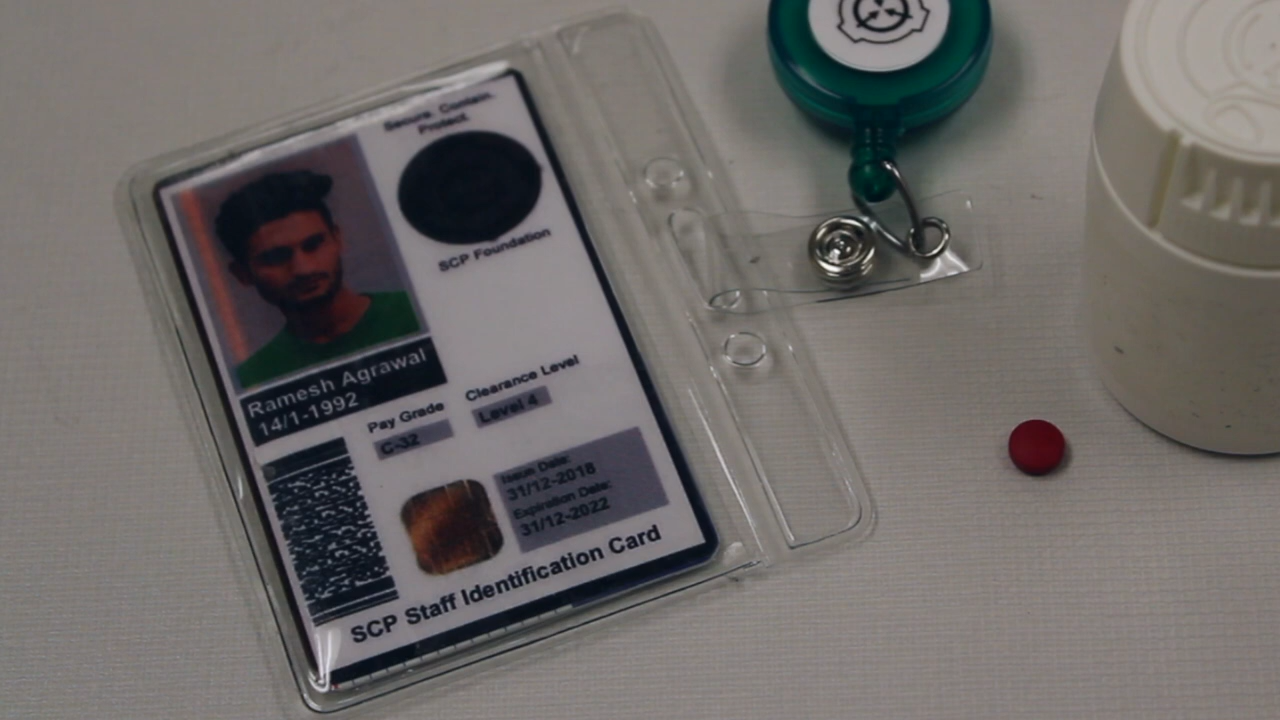 Secure. Contain.
Protect.
SCP Foundation
Ramesh Agrawal
14/1-1992
Pay Grade
C-32
Clearance Level
Level 4
Issue Date:
31/12-2018
Expiration Date:
31/12-2022
SCP Staff Identification Card